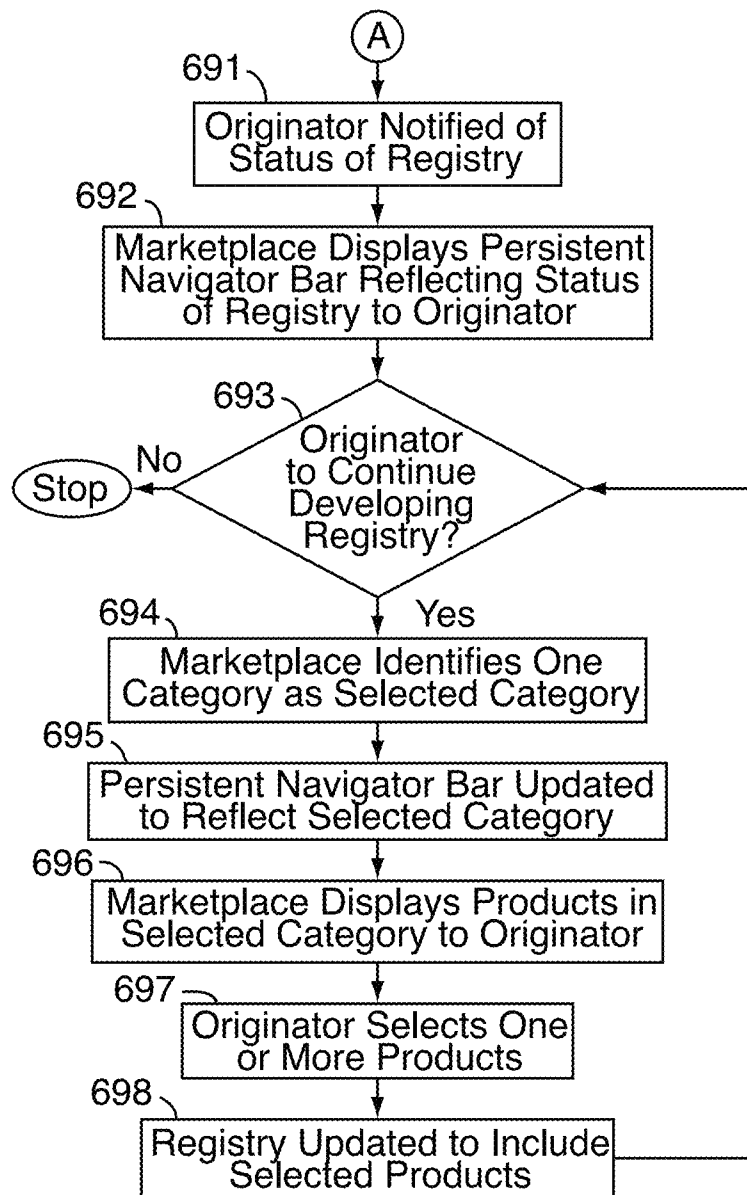 A
691
Originator Notified of
Status of Registry
692
Marketplace Displays Persistent
Navigator Bar Reflecting Status
of Registry to Originator
693
Originator
to Continue
Developing
Registry?
No
Stop
Yes
694
Marketplace Identifies One
Category as Selected Category
695
Persistent Navigator Bar Updated
to Reflect Selected Category
696
Marketplace Displays Products in
Selected Category to Originator
697
Originator Selects One
or More Products
698
Registry Updated to Include
Selected Products